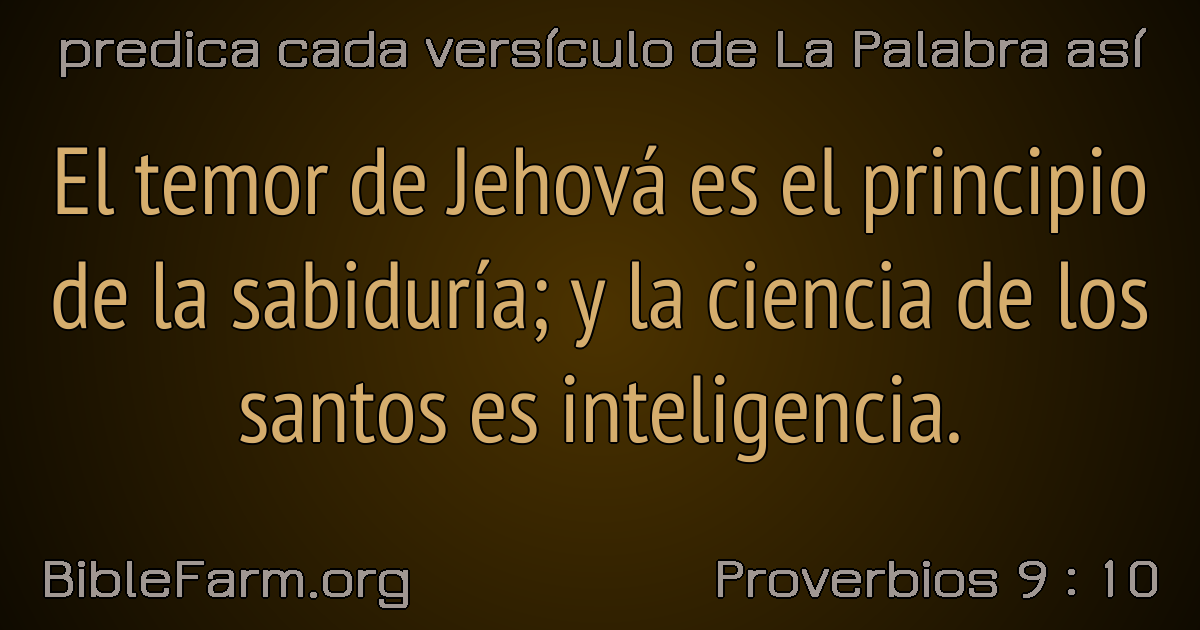 predica cada versículo de La Palabra así
El temor de Jehová es el principio
de la sabiduría; y la ciencia de los
santos es inteligencia.
BibleFarm.org
Proverbios 9 : 10